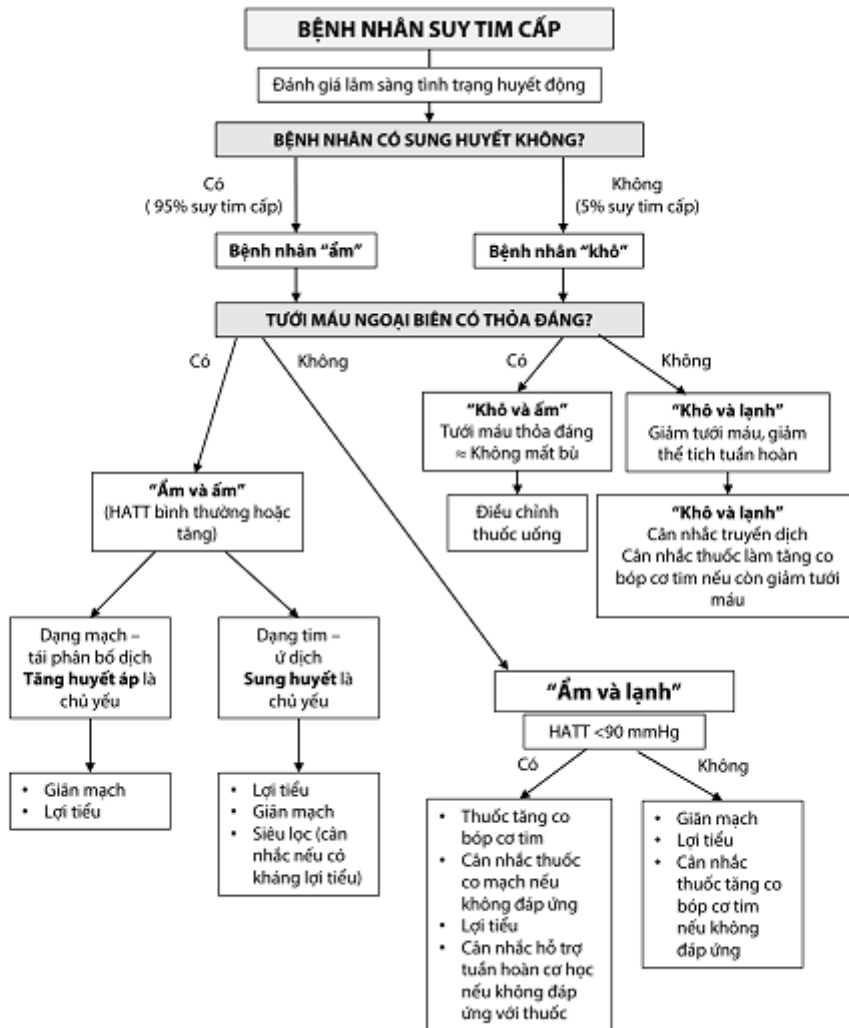 BỆNH NHÂN SUY TIM CẤP
Đánh giá lâm sàng tình trạng huyết động
BỆNH NHÂN CÓ SUNG HUYẾT KHÔNG?
Có
( 95% suy tim cấp)
Không
(5% suy tim cấp)
Bệnh nhân “ẩm”
Bệnh nhân “khô”
TƯỚI MÁU NGOẠI BIÊN CÓ THỎA ĐÁNG?
Có
Không
Có
Không
“Khô và ấm”
Tưới máu thỏa đáng
≈ Không mất bù
“Khô và lạnh”
Giảm tưới máu, giảm
thể tích tuần hoàn
“Ẩm và ấm”
(HATT bình thường hoặc
tăng)
Điều chỉnh
thuốc uống
“Khô và lạnh”
Cân nhắc truyền dịch
Cân nhắc thuốc làm tăng co
bóp cơ tim nếu còn giảm tưới
máu
Dạng mạch –
tái phân bố dịch
Tăng huyết áp là
chủ yếu
Dạng tim –
ứ dịch
Sung huyết là
chủ yếu
“Ẩm và lạnh”
HATT <90 mmHg
Có
Không
• Giãn mạch
• Lợi tiểu
• Lợi tiểu
• Giãn mạch
• Siêu lọc (cân
nhắc nếu có
kháng lợi tiểu)
• Thuốc tăng co
bóp cơ tim
• Cân nhắc thuốc
co mạch nếu
không đáp ứng
• Lợi tiểu
• Cân nhắc hỗ trợ
tuần hoàn cơ học
nếu không đáp
ứng với thuốc
• Giãn mạch
• Lợi tiểu
• Cân nhắc
thuốc tăng co
bóp cơ tim
nếu không
đáp ứng